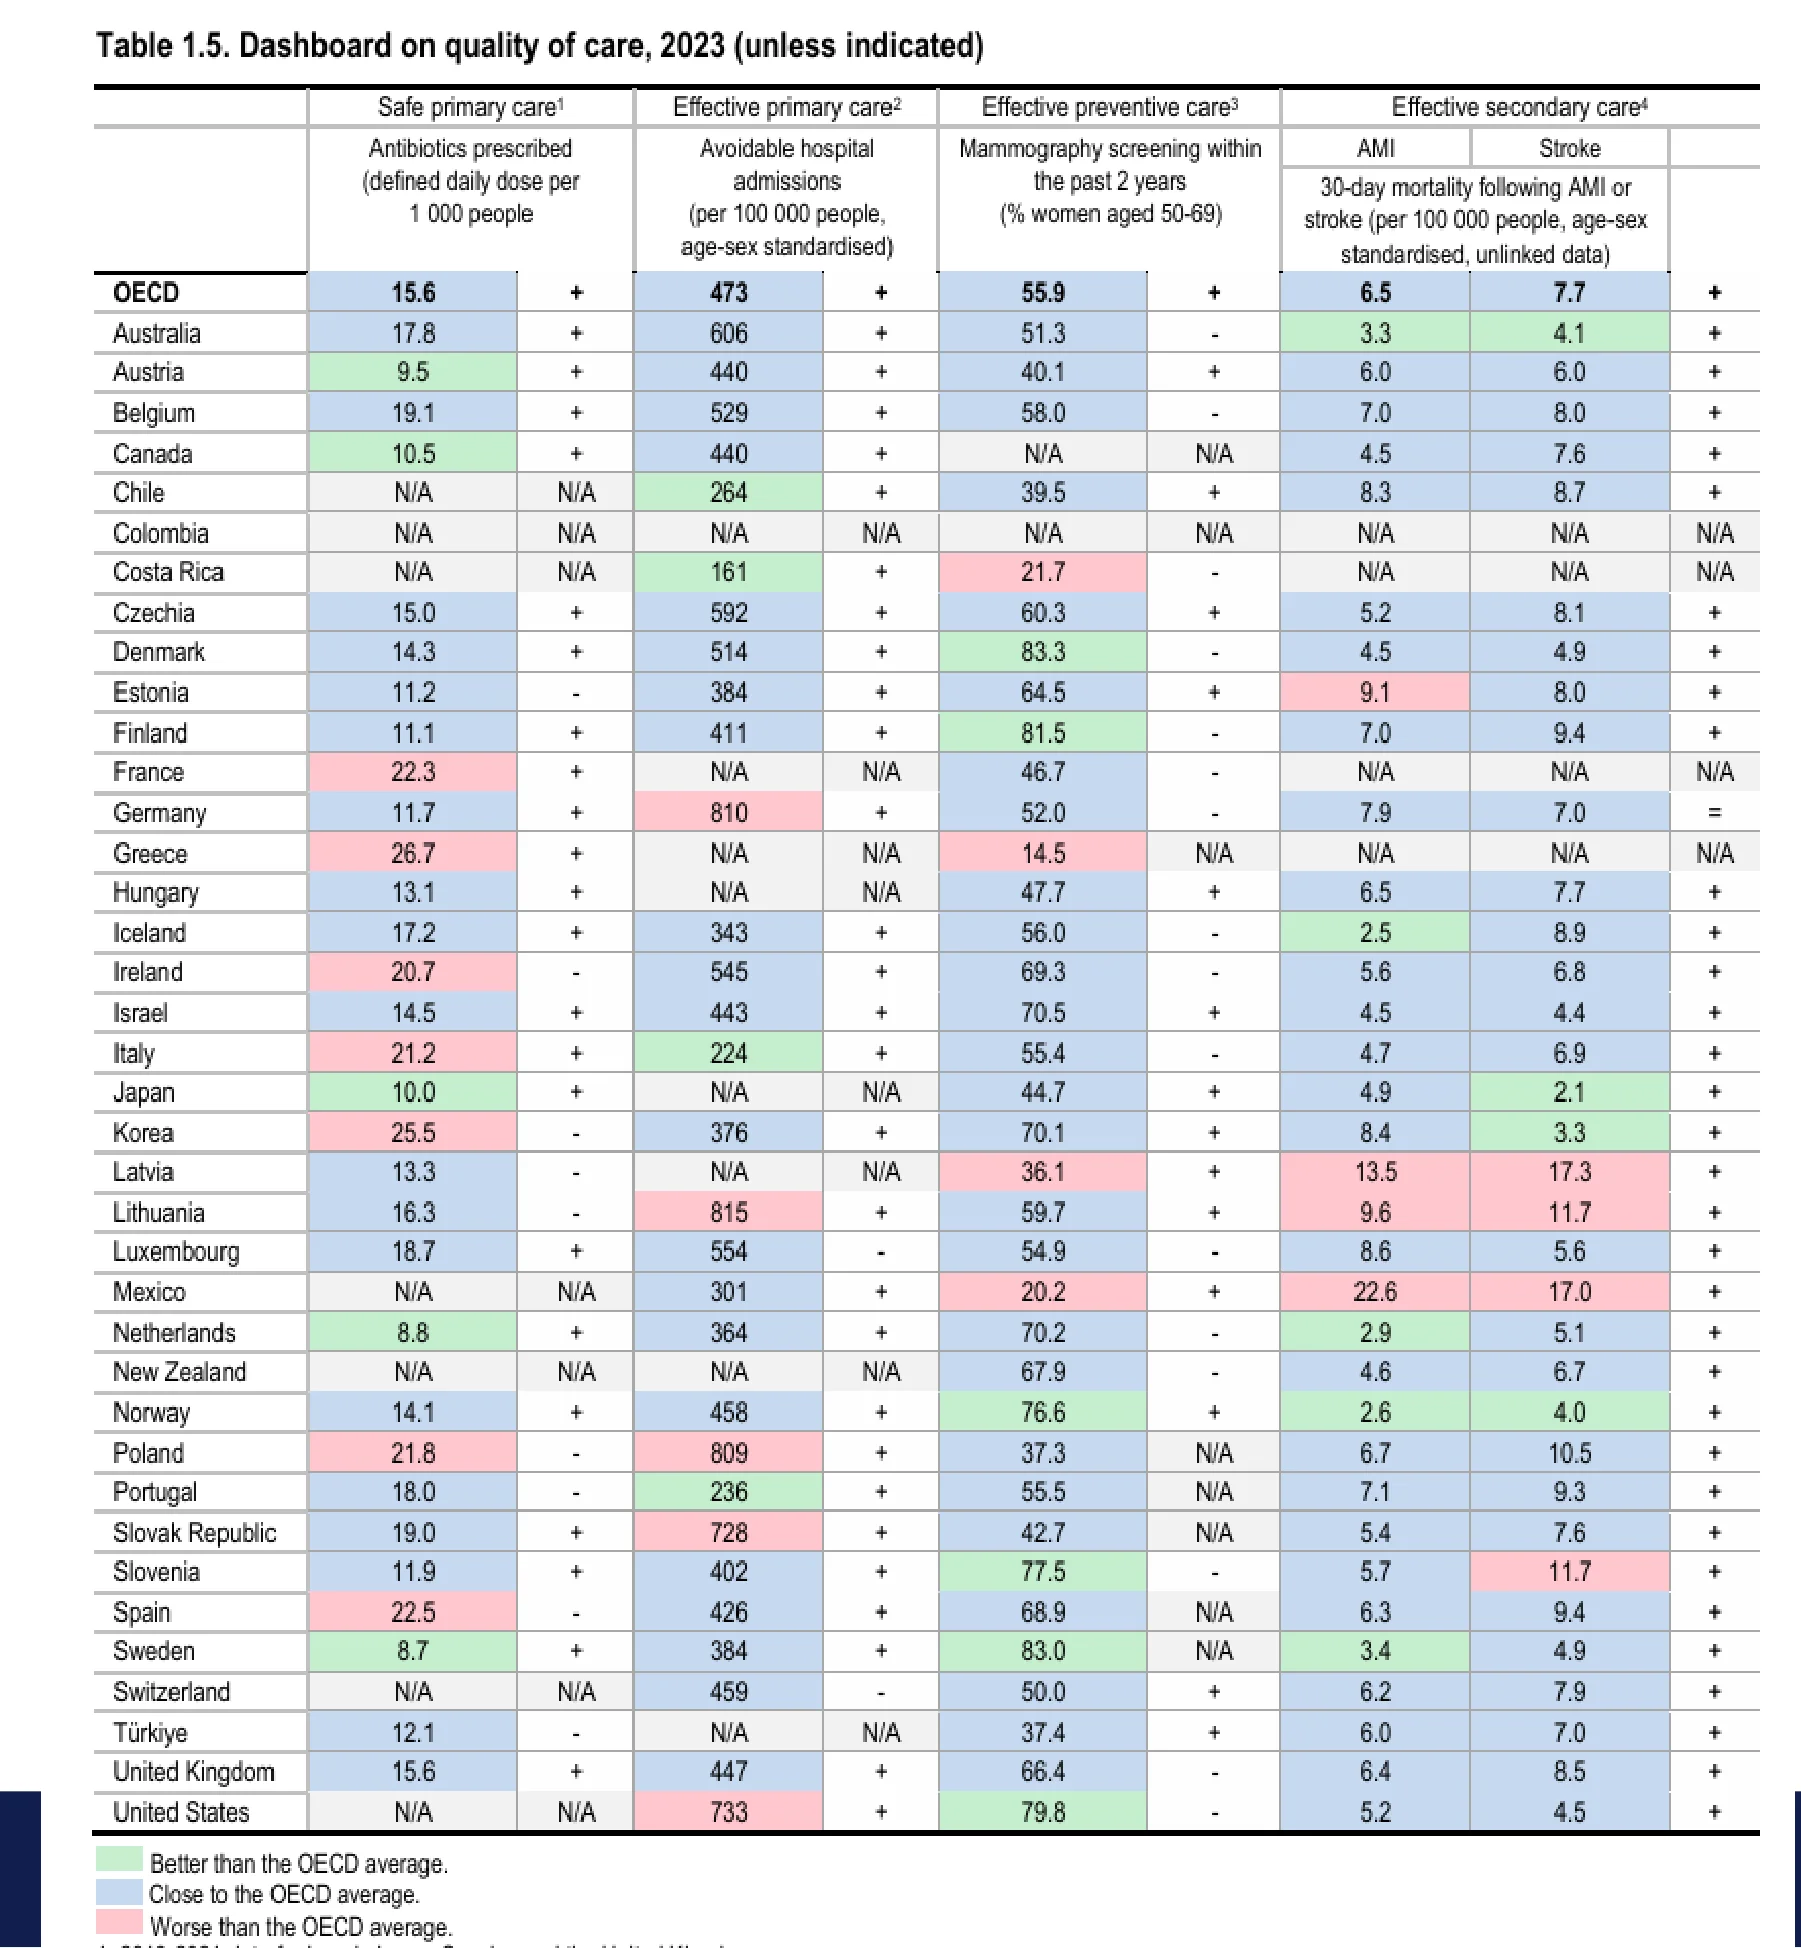 Table 1.5. Dashboard on quality of care, 2023 (unless indicated)
Safe primary care1 Effective primary care2 Effective preventive care3 Effective secondary care4
Antibiotics prescribed (defined daily dose per 1 000 people Avoidable hospital admissions (per 100 000 people, age-sex standardised) Mammography screening within the past 2 years (% women aged 50-69) AMI Stroke
30-day mortality following AMI or stroke (per 100 000 people, age-sex standardised, unlinked data)
OECD 15.6 + 473 + 55.9 + 6.5 7.7 +
Australia 17.8 + 606 + 51.3 - 3.3 4.1 +
Austria 9.5 + 440 + 40.1 + 6.0 6.0 +
Belgium 19.1 + 529 + 58.0 - 7.0 8.0 +
Canada 10.5 + 440 + N/A N/A 4.5 7.6 +
Chile N/A N/A 264 + 39.5 + 8.3 8.7 +
Colombia N/A N/A N/A N/A N/A N/A N/A N/A N/A
Costa Rica N/A N/A 161 + 21.7 - N/A N/A N/A
Czechia 15.0 + 592 + 60.3 + 5.2 8.1 +
Denmark 14.3 + 514 + 83.3 - 4.5 4.9 +
Estonia 11.2 - 384 + 64.5 + 9.1 8.0 +
Finland 11.1 + 411 + 81.5 - 7.0 9.4 +
France 22.3 + N/A N/A 46.7 - N/A N/A N/A
Germany 11.7 + 810 + 52.0 - 7.9 7.0 =
Greece 26.7 + N/A N/A 14.5 N/A N/A N/A N/A
Hungary 13.1 + N/A N/A 47.7 + 6.5 7.7 +
Iceland 17.2 + 343 + 56.0 - 2.5 8.9 +
Ireland 20.7 - 545 + 69.3 - 5.6 6.8 +
Israel 14.5 + 443 + 70.5 + 4.5 4.4 +
Italy 21.2 + 224 + 55.4 - 4.7 6.9 +
Japan 10.0 + N/A N/A 44.7 + 4.9 2.1 +
Korea 25.5 - 376 + 70.1 + 8.4 3.3 +
Latvia 13.3 - N/A N/A 36.1 + 13.5 17.3 +
Lithuania 16.3 - 815 + 59.7 + 9.6 11.7 +
Luxembourg 18.7 + 554 - 54.9 - 8.6 5.6 +
Mexico N/A N/A 301 + 20.2 + 22.6 17.0 +
Netherlands 8.8 + 364 + 70.2 - 2.9 5.1 +
New Zealand N/A N/A N/A N/A 67.9 - 4.6 6.7 +
Norway 14.1 + 458 + 76.6 + 2.6 4.0 +
Poland 21.8 - 809 + 37.3 N/A 6.7 10.5 +
Portugal 18.0 - 236 + 55.5 N/A 7.1 9.3 +
Slovak Republic 19.0 + 728 + 42.7 N/A 5.4 7.6 +
Slovenia 11.9 + 402 + 77.5 - 5.7 11.7 +
Spain 22.5 - 426 + 68.9 N/A 6.3 9.4 +
Sweden 8.7 + 384 + 83.0 N/A 3.4 4.9 +
Switzerland N/A N/A 459 - 50.0 + 6.2 7.9 +
Türkiye 12.1 - N/A N/A 37.4 + 6.0 7.0 +
United Kingdom 15.6 + 447 + 66.4 - 6.4 8.5 +
United States N/A N/A 733 + 79.8 - 5.2 4.5 +
Better than the OECD average.
Close to the OECD average.
Worse than the OECD average.